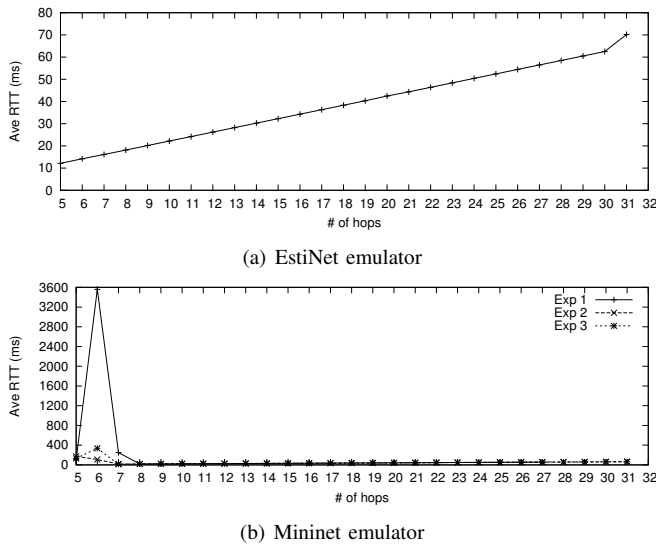 80
70
60
50
40
30
20
10
0
Ave RTT (ms)
5 6 7 8 9 10 11 12 13 14 15 16 17 18 19 20 21 22 23 24 25 26 27 28 29 30 31 32
# of hops
(a) EstiNet emulator
3600
3200
2800
2400
2000
1600
1200
800
400
0
Ave RTT (ms)
Exp 1
Exp 2
Exp 3
5 6 7 8 9 10 11 12 13 14 15 16 17 18 19 20 21 22 23 24 25 26 27 28 29 30 31 32
# of hops
(b) Mininet emulator